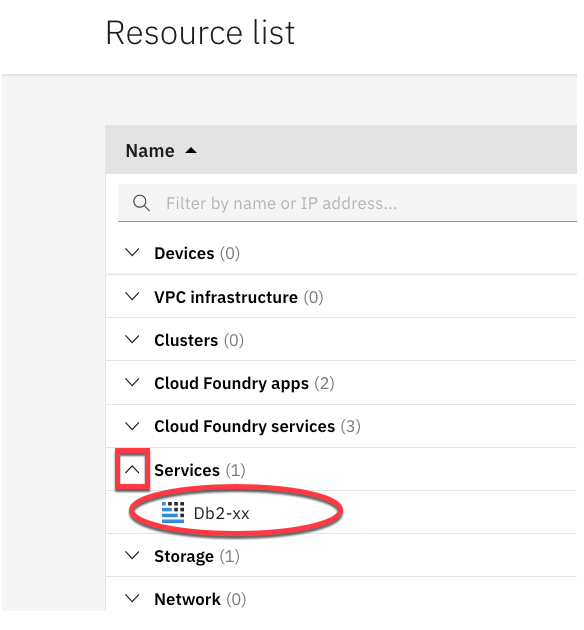 Resource list
Name
Filter by name or IP address...
Devices (0)
VPC infrastructure (0)
Clusters (0)
Cloud Foundry apps (2)
Cloud Foundry services (3)
Services (1)
Db2-xx
Storage (1)
Network (0)